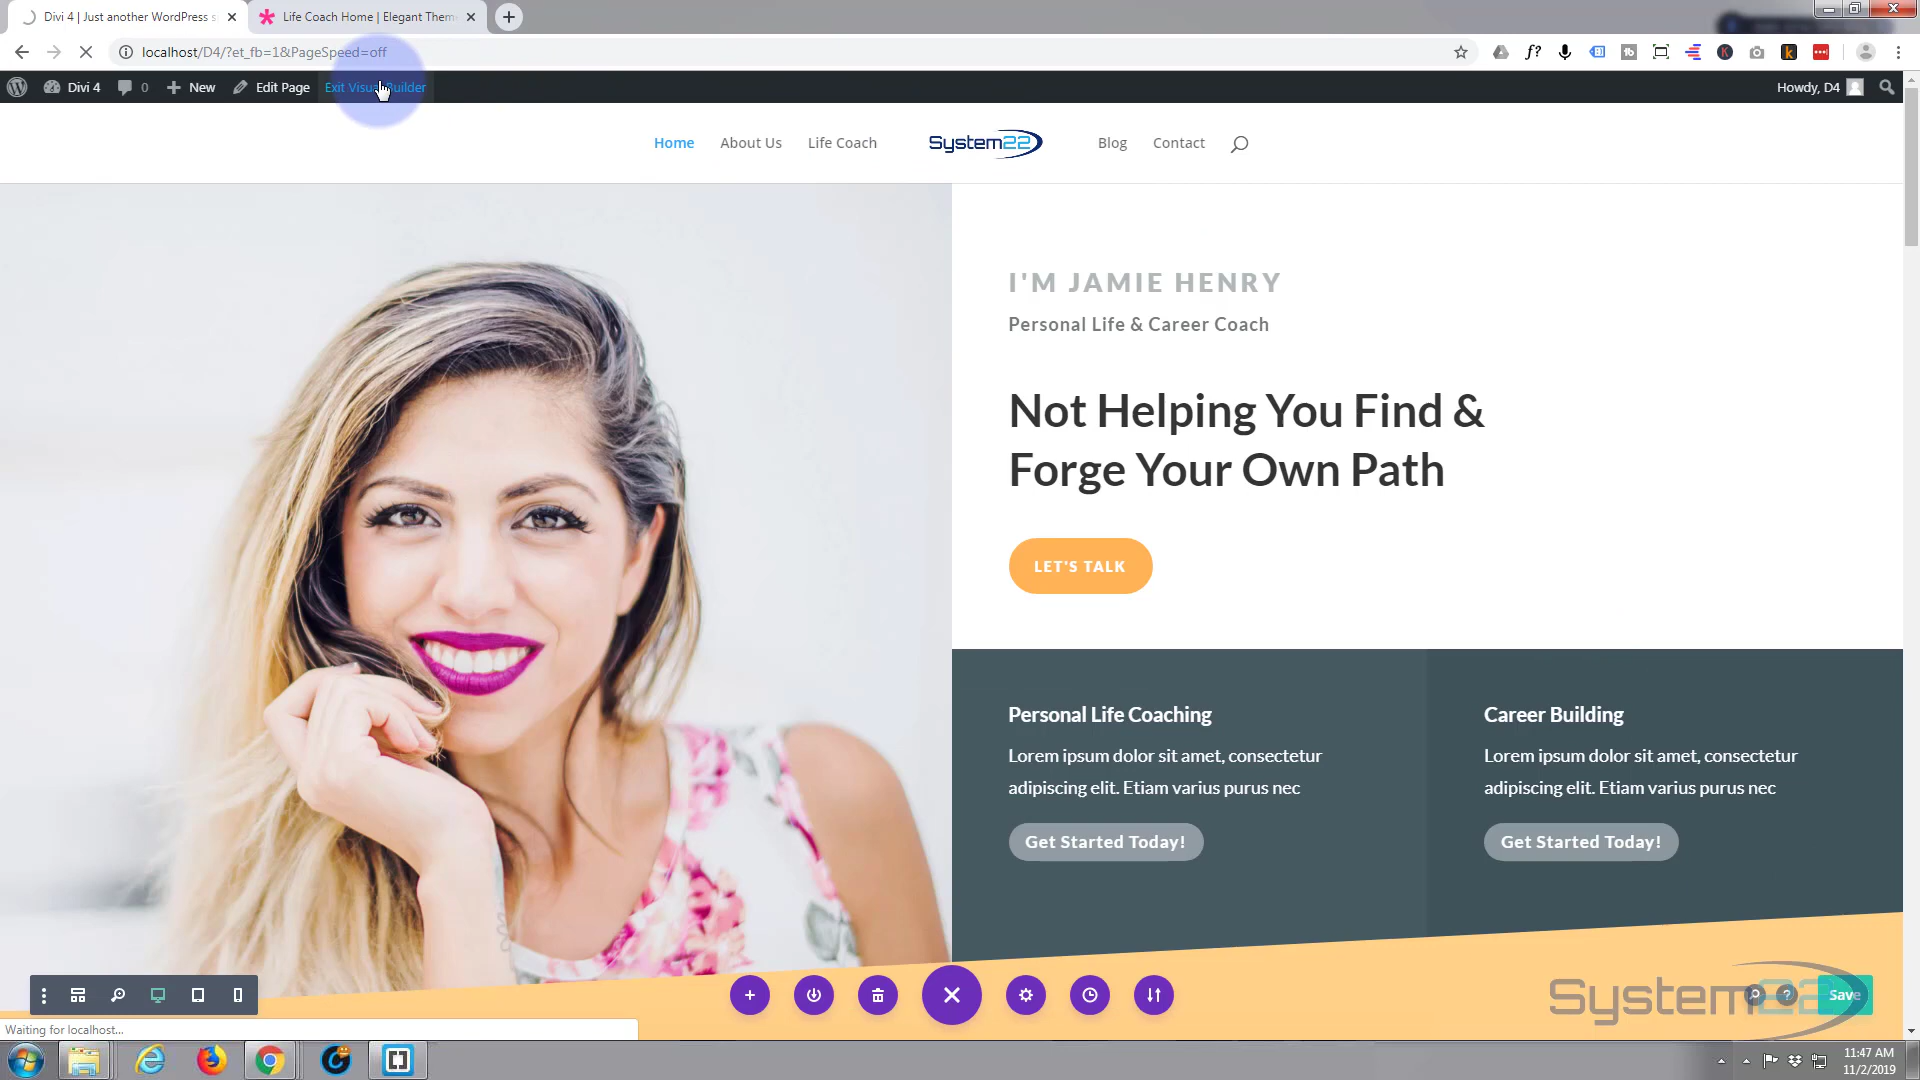 Divi 4 | Just another WordPress s
Life Coach Home | Elegant Them
localhost/D4/?et_fb=1&PageSpeed=off
Divi 4
0
New
Edit Page
Exit Visual Builder
Howdy, D4
Home
About Us
Life Coach
System22
Blog
Contact
I'M JAMIE HENRY
Personal Life & Career Coach
Not Helping You Find &
Forge Your Own Path
LET'S TALK
Personal Life Coaching
Lorem ipsum dolor sit amet, consectetur
adipiscing elit. Etiam varius purus nec
Get Started Today!
Career Building
Lorem ipsum dolor sit amet, consectetur
adipiscing elit. Etiam varius purus nec
Get Started Today!
System22
Save
Waiting for localhost...
11:47 AM
11/2/2019